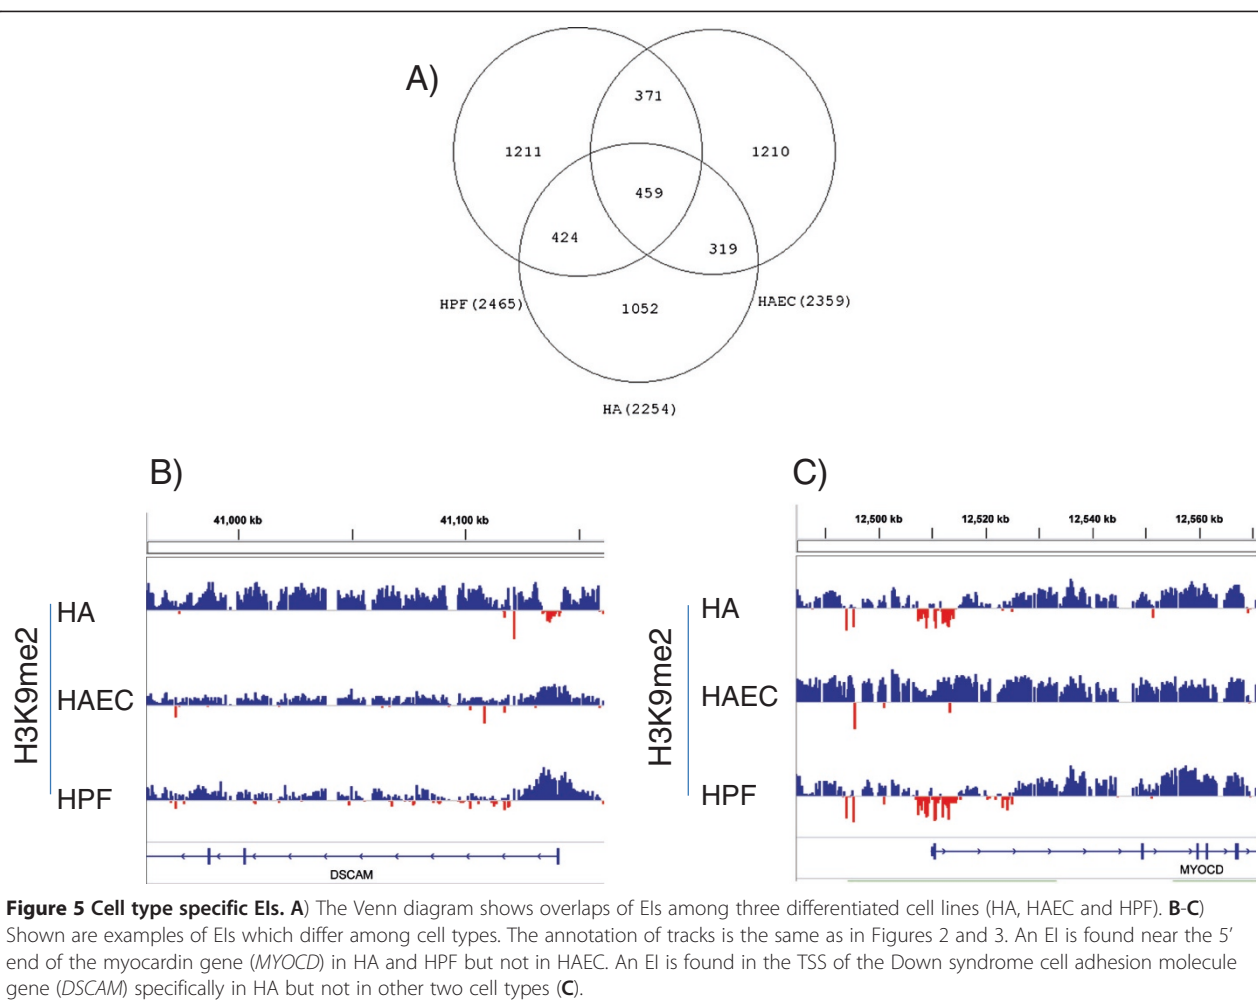 A)
371
1211
1210
459
424
319
HPF(2465)
1052
HAEC(2359)
HA(2254)
B)
41,000 kb
41,100 kb
H3K9me2
HA
HAEC
HPF
DSCAM
C)
12,500 kb
12,520 kb
12,540 kb
12,560 kb
H3K9me2
HA
HAEC
HPF
MYOCD
Figure 5 Cell type specific EIs. A) The Venn diagram shows overlaps of EIs among three differentiated cell lines (HA, HAEC and HPF). B-C)
Shown are examples of EIs which differ among cell types. The annotation of tracks is the same as in Figures 2 and 3. An EI is found near the 5′
end of the myocardin gene (MYOCD) in HA and HPF but not in HAEC. An EI is found in the TSS of the Down syndrome cell adhesion molecule
gene (DSCAM) specifically in HA but not in other two cell types (C).